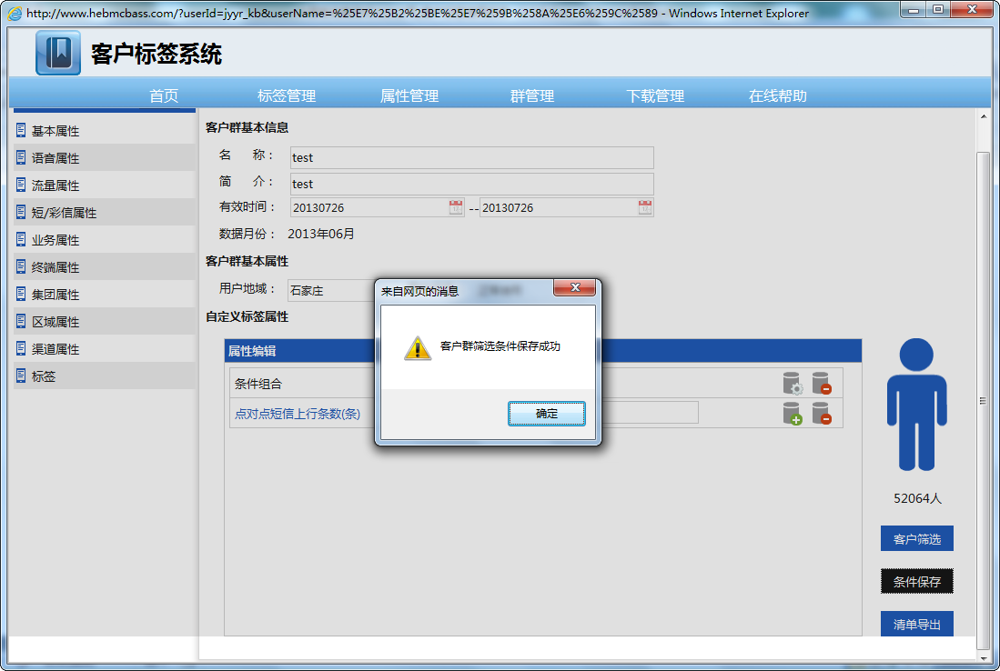 http://www.hebmcbass.com/?userId=jyyr_kb&userName=%25E7%25B2%25BE%25E7%259B%258A%25E6%259C%2589 - Windows Internet Explorer
客户标签系统
首页 标签管理 属性管理 群管理 下载管理 在线帮助
基本属性
语音属性
流量属性
短/彩信属性
业务属性
终端属性
集团属性
区域属性
渠道属性
标签
客户群基本信息
名 称： test
简 介： test
有效时间： 20130726 -- 20130726
数据月份： 2013年06月
客户群基本属性
用户地域： 石家庄
自定义标签属性
属性编辑
条件组合
点对点短信上行条数(条)
来自网页的消息
客户群筛选条件保存成功
确定
52064人
客户筛选
条件保存
清单导出